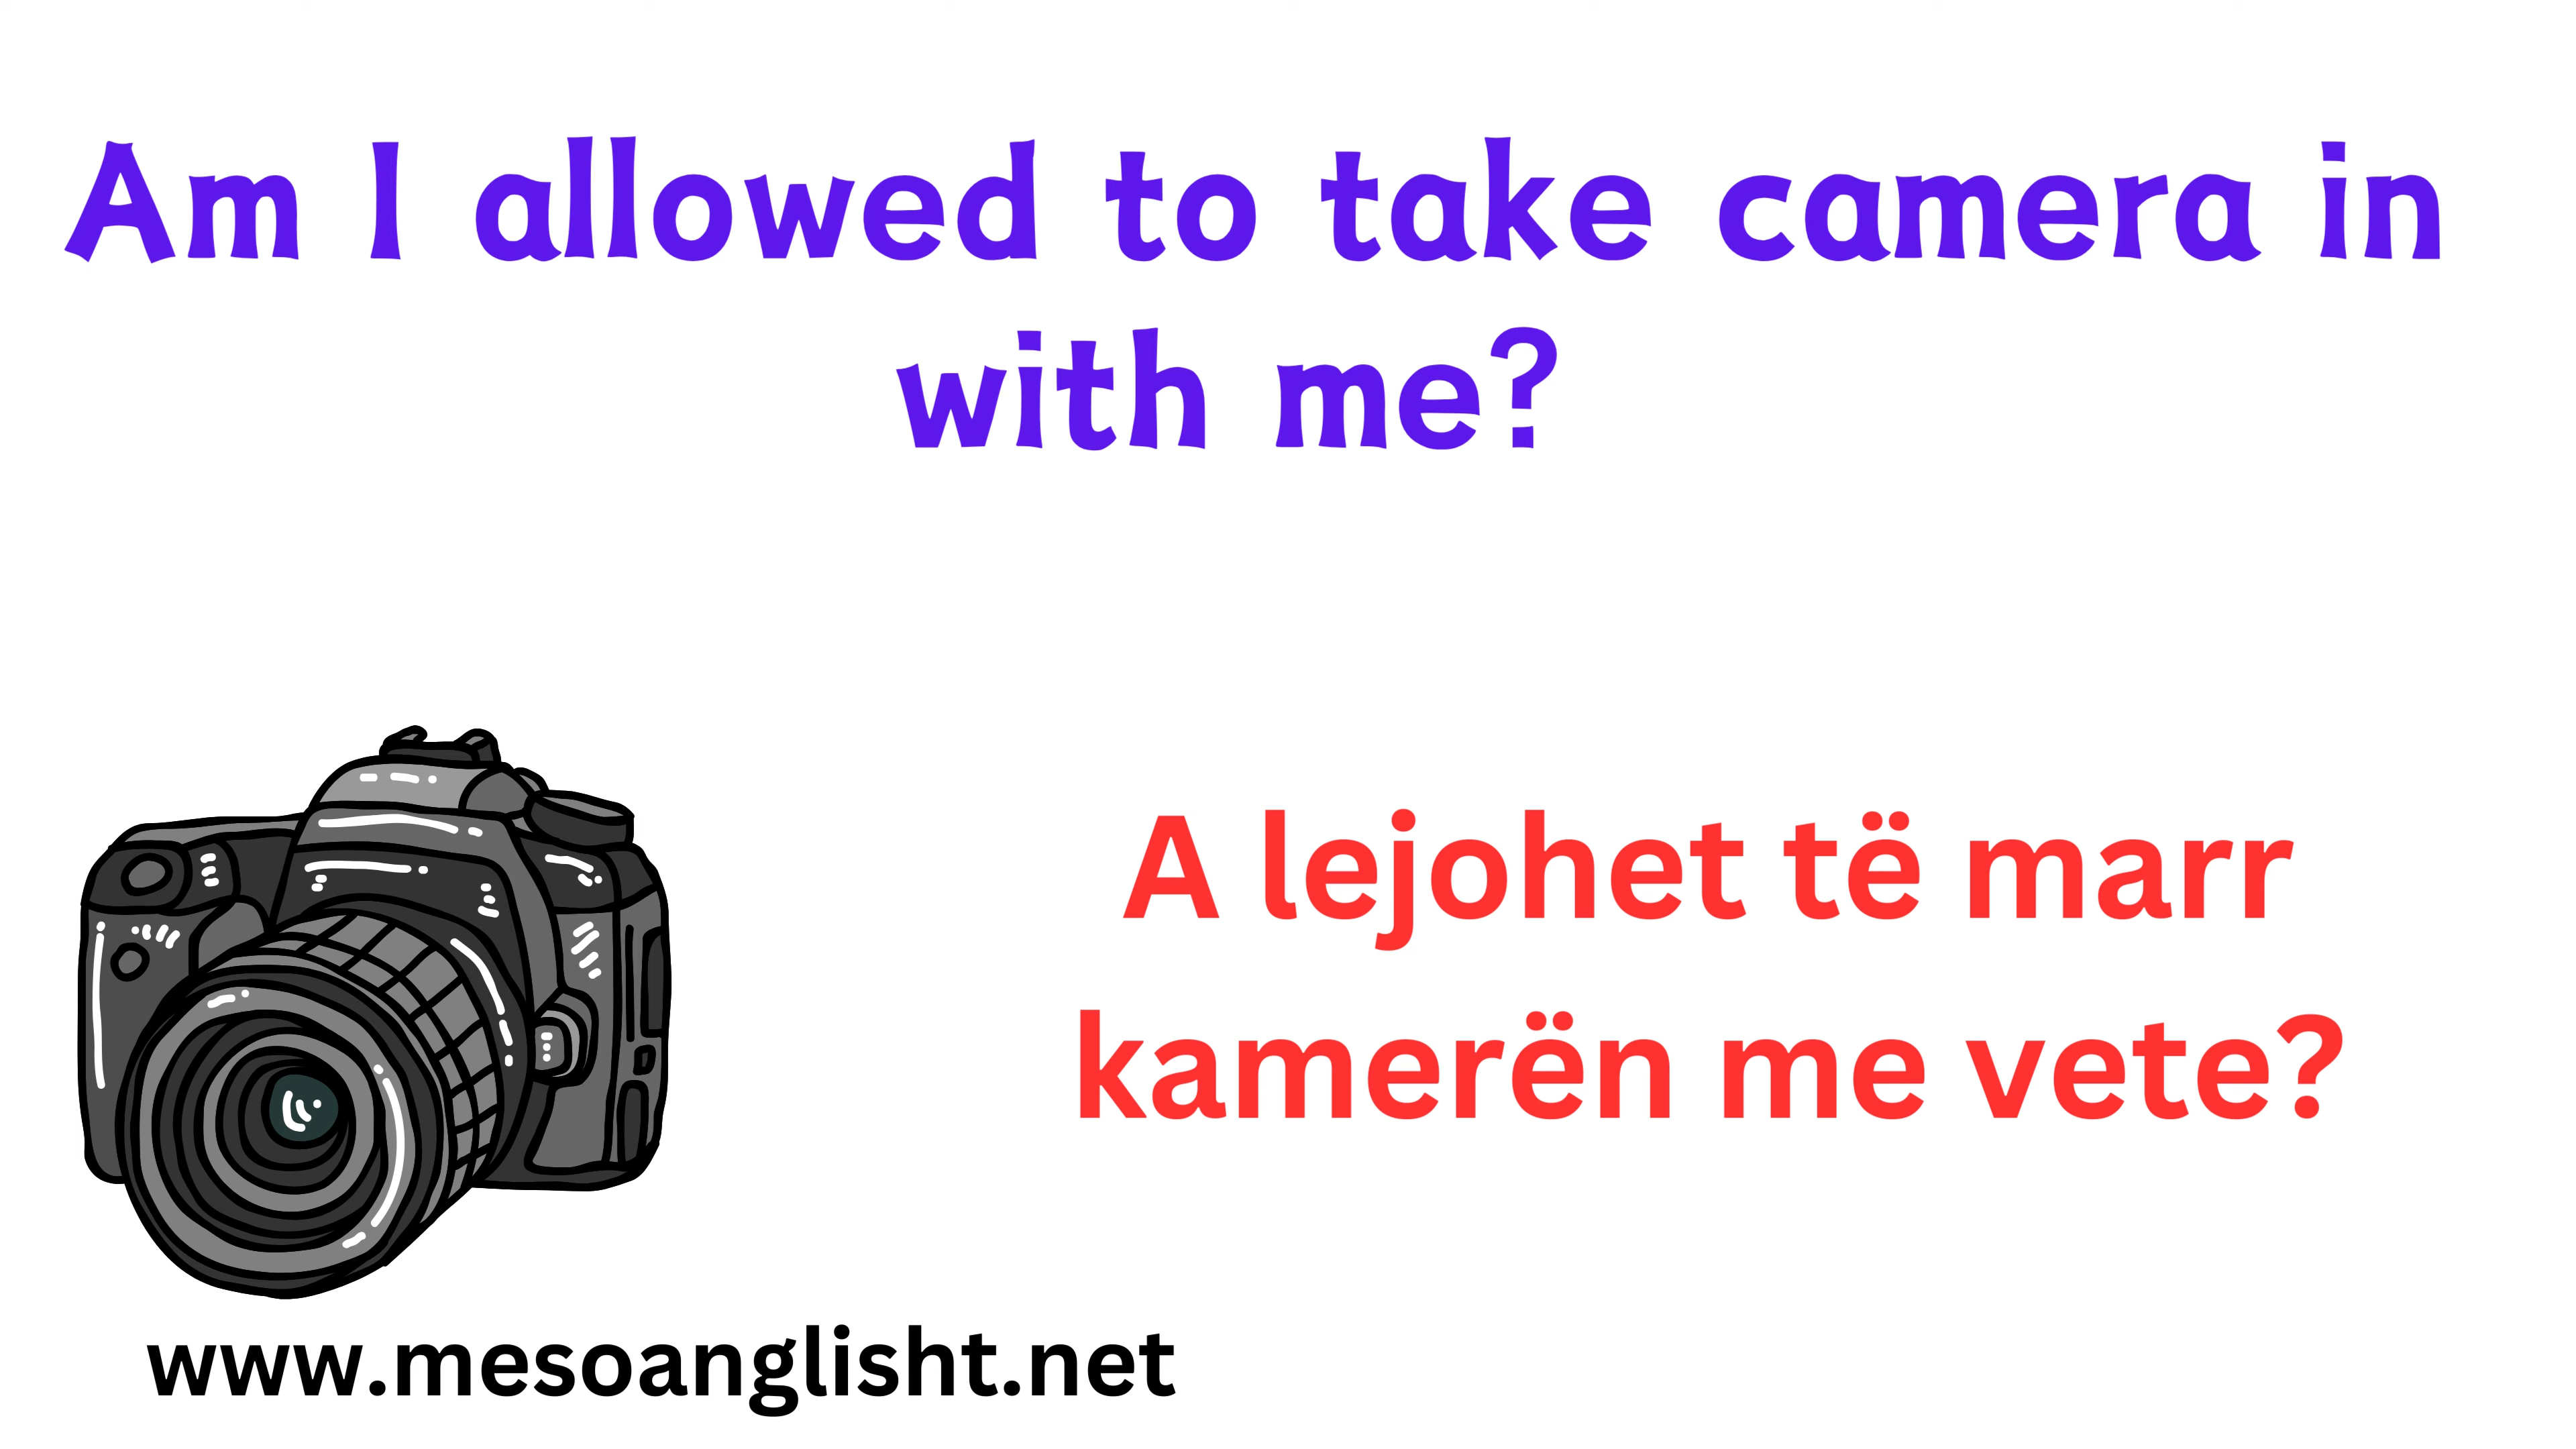 Am I allowed to take camera in
with me?
A lejohet të marr
kamerën me vete?
www.mesoanglisht.net